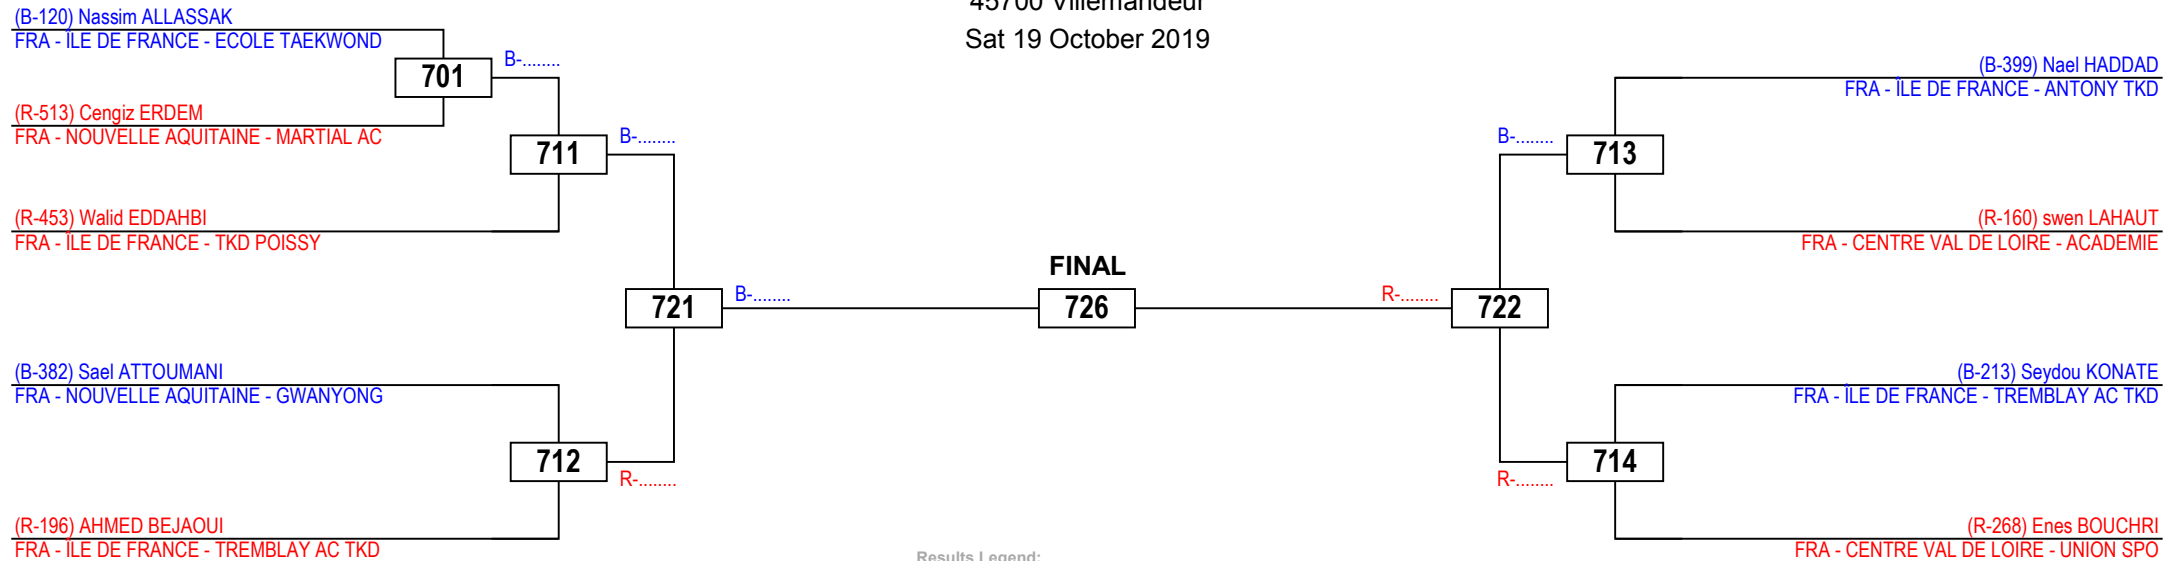 45700 Villemandeur
Sat 19 October 2019
(B-120) Nassim ALLASSAK
FRA - ÎLE DE FRANCE - ECOLE TAEKWOND
701
B-........
(R-513) Cengiz ERDEM
FRA - NOUVELLE AQUITAINE - MARTIAL AC
711
B-........
(R-453) Walid EDDAHBI
FRA - ÎLE DE FRANCE - TKD POISSY
721
B-........
(B-382) Sael ATTOUMANI
FRA - NOUVELLE AQUITAINE - GWANYONG
712
R-........
(R-196) AHMED BEJAOUI
FRA - ÎLE DE FRANCE - TREMBLAY AC TKD
FINAL
726
(B-399) Nael HADDAD
FRA - ÎLE DE FRANCE - ANTONY TKD
B-........
713
(R-160) swen LAHAUT
FRA - CENTRE VAL DE LOIRE - ACADEMIE
R-........
722
(B-213) Seydou KONATE
FRA - ÎLE DE FRANCE - TREMBLAY AC TKD
714
R-........
(R-268) Enes BOUCHRI
FRA - CENTRE VAL DE LOIRE - UNION SPO
Results Legend: